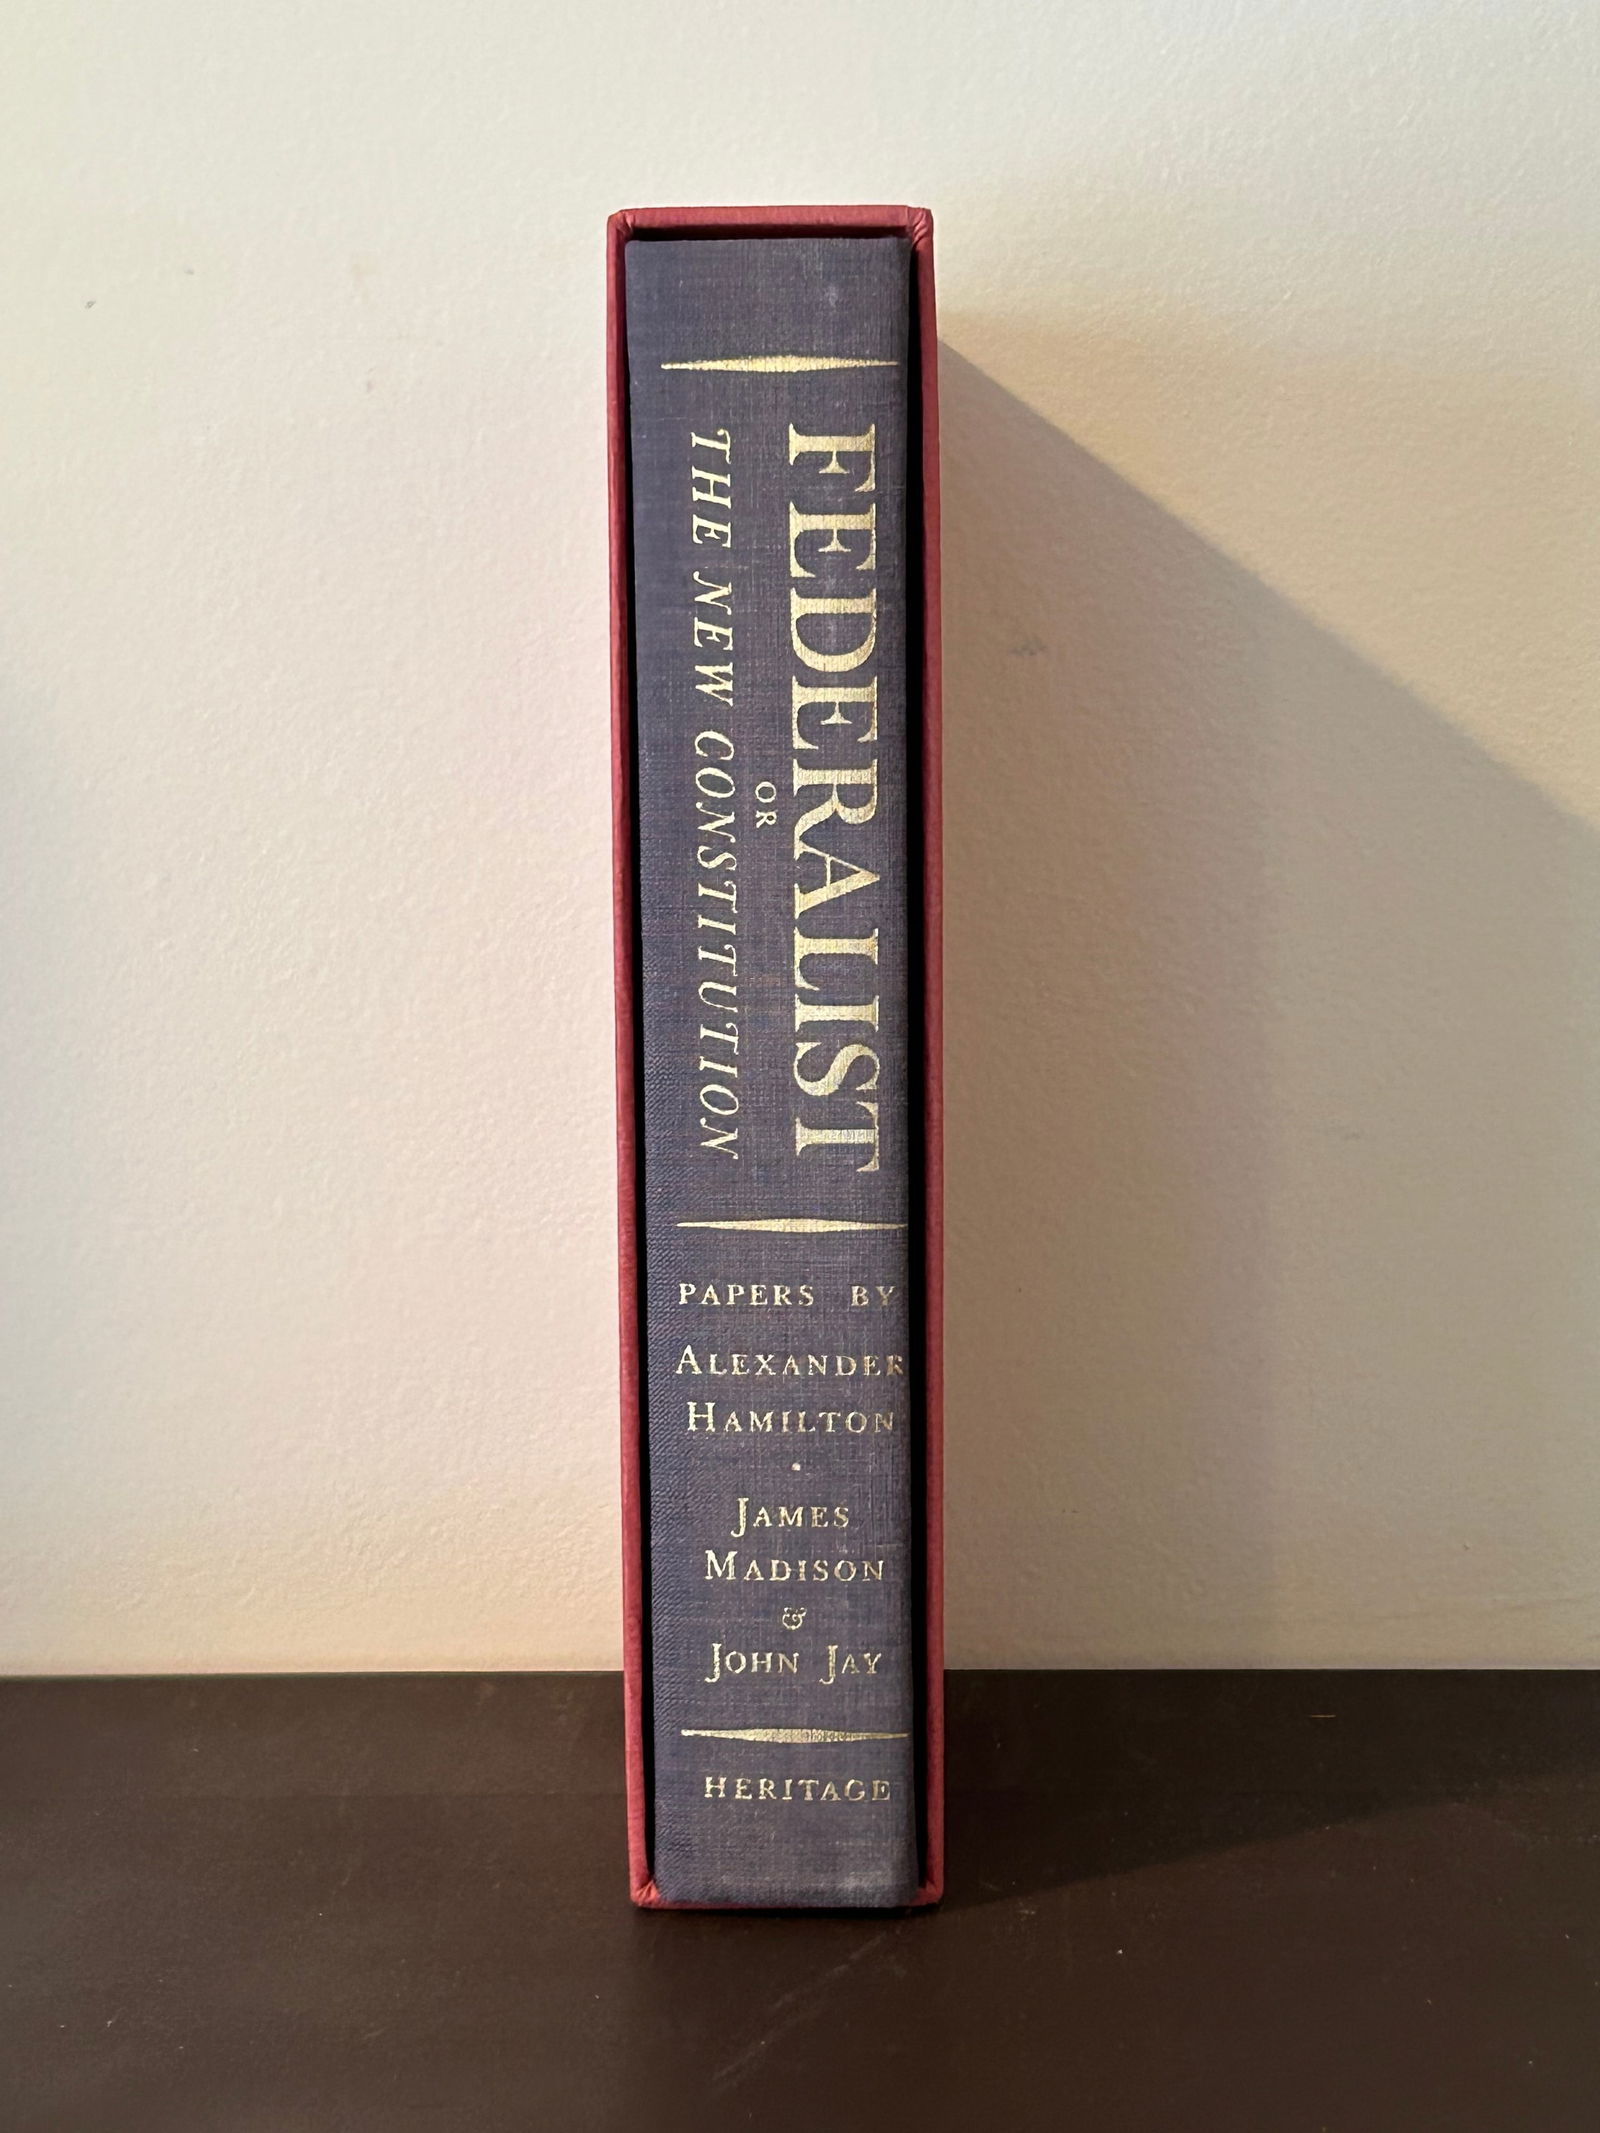 FEDERALIST
OR
THE NEW CONSTITUTION
PAPERS BY
ALEXANDER
HAMILTON
·
JAMES
MADISON
&
JOHN JAY
HERITAGE